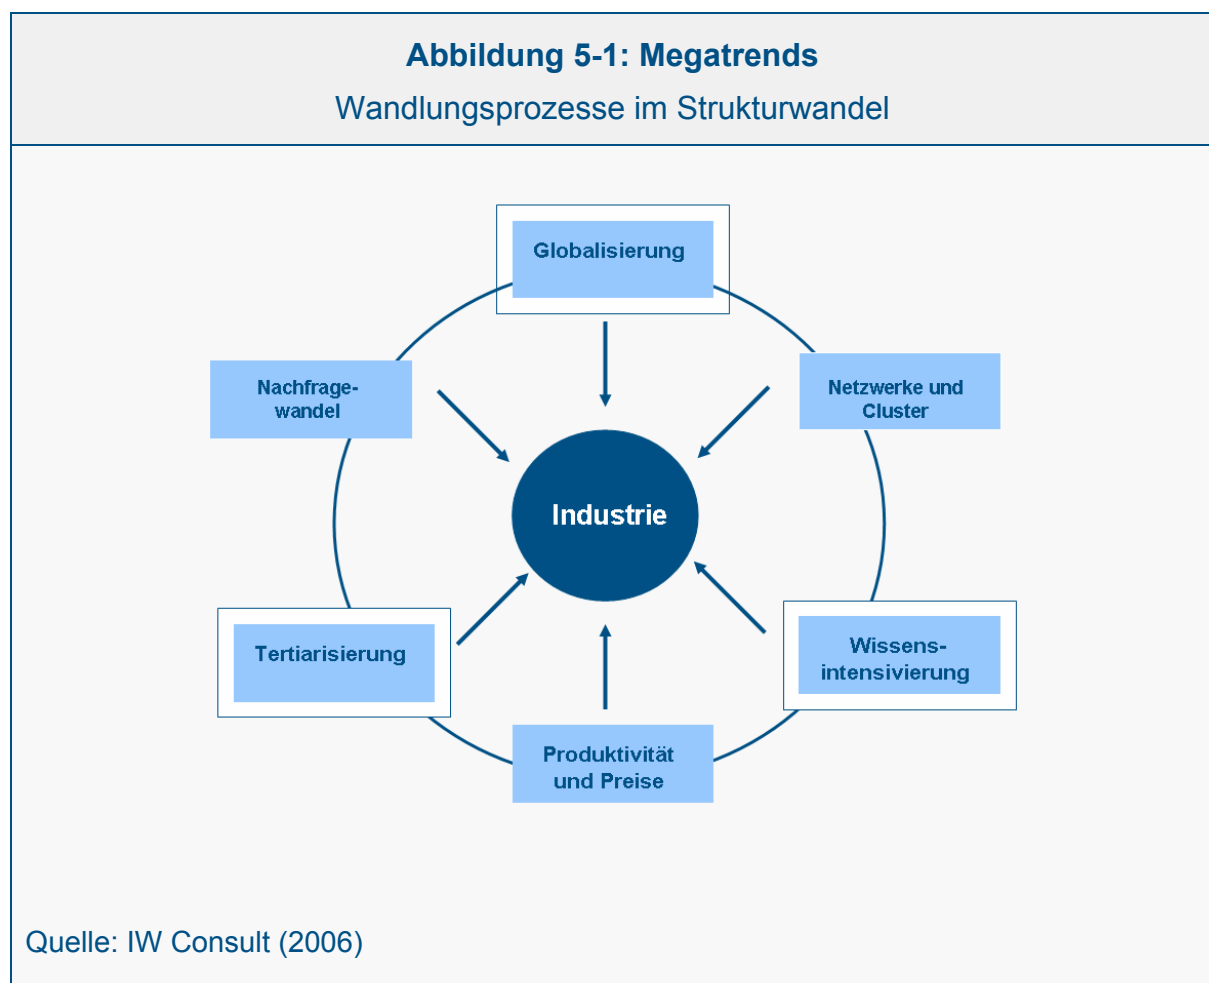 Abbildung 5-1: Megatrends
Wandlungsprozesse im Strukturwandel
Globalisierung
Nachfrage-
wandel
Netzwerke und
Cluster
Industrie
Tertiarisierung
Wissens-
intensivierung
Produktivität
und Preise
Quelle: IW Consult (2006)